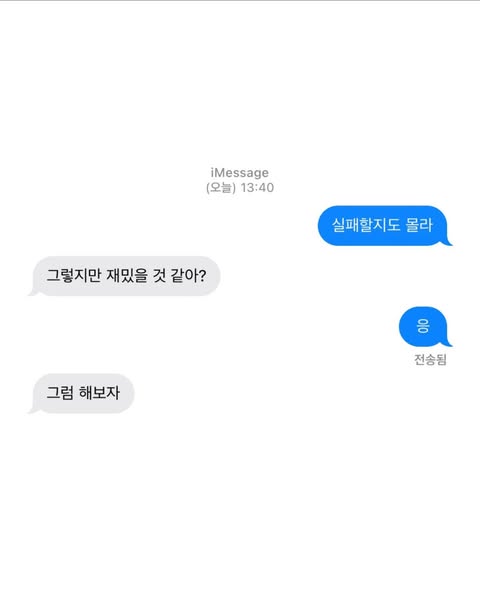 iMessage
(오늘) 13:40
실패할지도 몰라
그렇지만 재밌을 것 같아?
응
전송됨
그럼 해보자